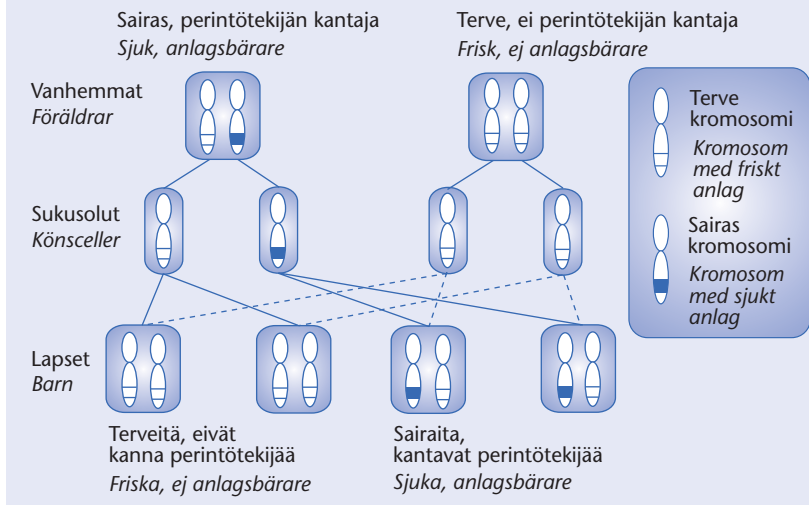 Sairas, perintötekijän kantaja
Sjuk, anlagsbärare
Terve, ei perintötekijän kantaja
Frisk, ej anlagsbärare
Vanhemmat
Föräldrar
Terve
kromosomi
Kromosom
med friskt
anlag
Sukusolut
Könsceller
Sairas
kromosomi
Kromosom
med sjukt
anlag
Lapset
Barn
Terveitä, eivät
kanna perintötekijää
Friska, ej anlagsbärare
Sairaita,
kantavat perintötekijää
Sjuka, anlagsbärare